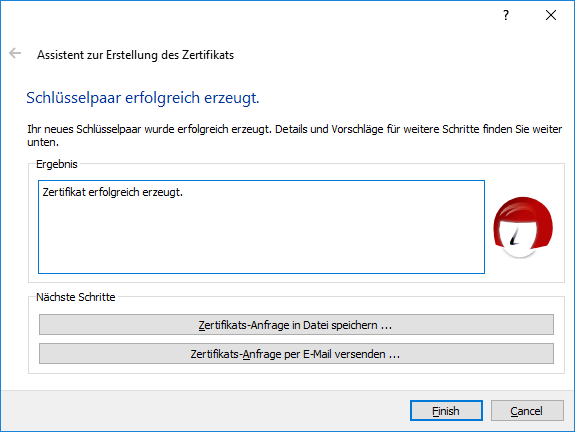 ?
Assistent zur Erstellung des Zertifikats
Schlüsselpaar erfolgreich erzeugt.
Ihr neues Schlüsselpaar wurde erfolgreich erzeugt. Details und Vorschläge für weitere Schritte finden Sie weiter
unten.
Ergebnis
Zertifikat erfolgreich erzeugt.
Nächste Schritte
Zertifikats-Anfrage in Datei speichern ...
Zertifikats-Anfrage per E-Mail versenden ...
Finish Cancel